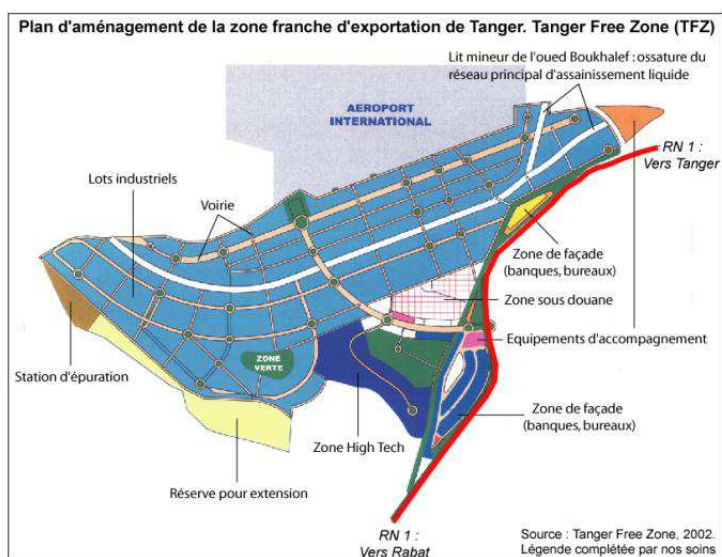 Plan d'aménagement de la zone franche d'exportation de Tanger. Tanger Free Zone (TFZ)
Lit mineur de l'oued Boukhalef : ossature du
réseau principal d'assainissement liquide
AEROPORT
INTERNATIONAL
RN 1 :
Vers Tanger
Lots industriels
Voirie
Zone de façade
(banques, bureaux)
Zone sous douane
Equipements d'accompagnement
Station d'épuration
ZONE
VERTE
Zone de façade
(banques, bureaux)
Zone High Tech
Réserve pour extension
RN 1 :
Vers Rabat
Source : Tanger Free Zone, 2002.
Légende complétée par nos soins